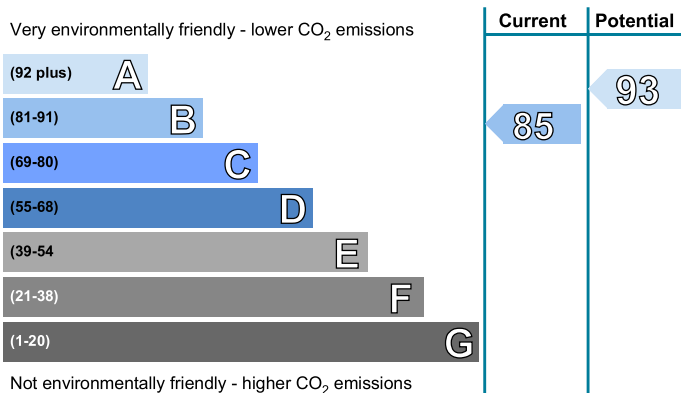 Very environmentally friendly - lower CO₂ emissions
Current
Potential
(92 plus) A
(81-91) B
(69-80) C
(55-68) D
(39-54 E
(21-38) F
(1-20) G
85
93
Not environmentally friendly - higher CO₂ emissions